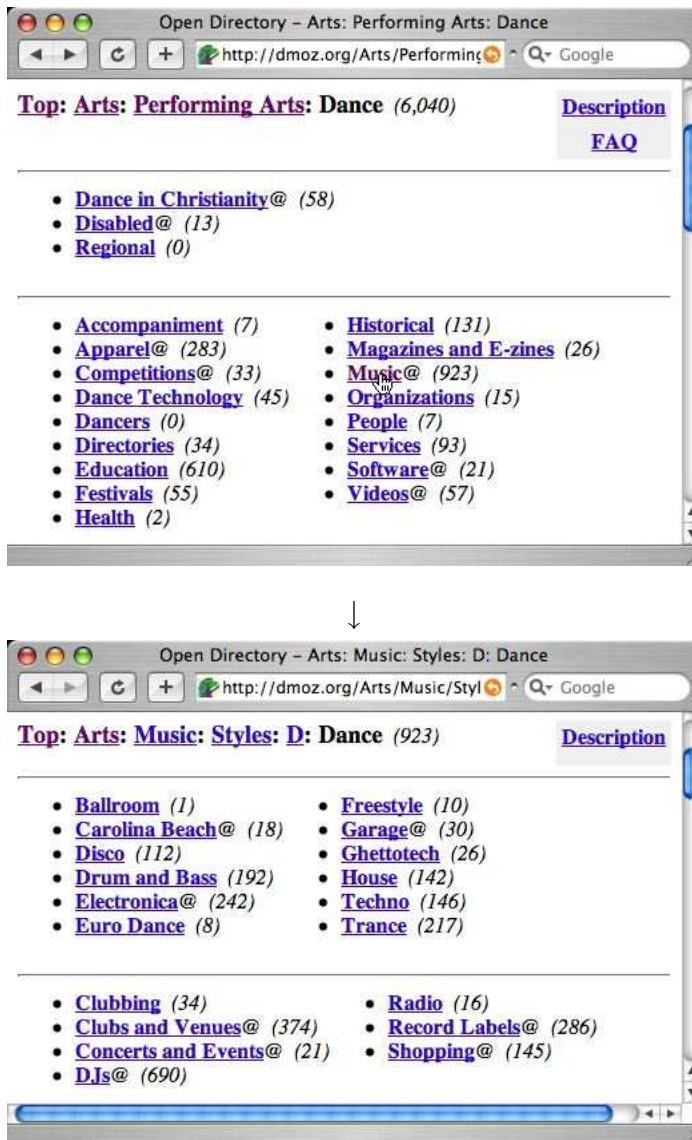 Open Directory – Arts: Performing Arts: Dance
http://dmoz.org/Arts/Performing
Google
Top: Arts: Performing Arts: Dance (6,040)
Description
FAQ
Dance in Christianity@ (58)
Disabled@ (13)
Regional (0)
Accompaniment (7)
Apparel@ (283)
Competitions@ (33)
Dance Technology (45)
Dancers (0)
Directories (34)
Education (610)
Festivals (55)
Health (2)
Historical (131)
Magazines and E-zines (26)
Music@ (923)
Organizations (15)
People (7)
Services (93)
Software@ (21)
Videos@ (57)
↓
Open Directory – Arts: Music: Styles: D: Dance
http://dmoz.org/Arts/Music/Styl
Google
Top: Arts: Music: Styles: D: Dance (923)
Description
Ballroom (1)
Carolina Beach@ (18)
Disco (112)
Drum and Bass (192)
Electronica@ (242)
Euro Dance (8)
Freestyle (10)
Garage@ (30)
Ghettotech (26)
House (142)
Techno (146)
Trance (217)
Clubbing (34)
Clubs and Venues@ (374)
Concerts and Events@ (21)
DJs@ (690)
Radio (16)
Record Labels@ (286)
Shopping@ (145)